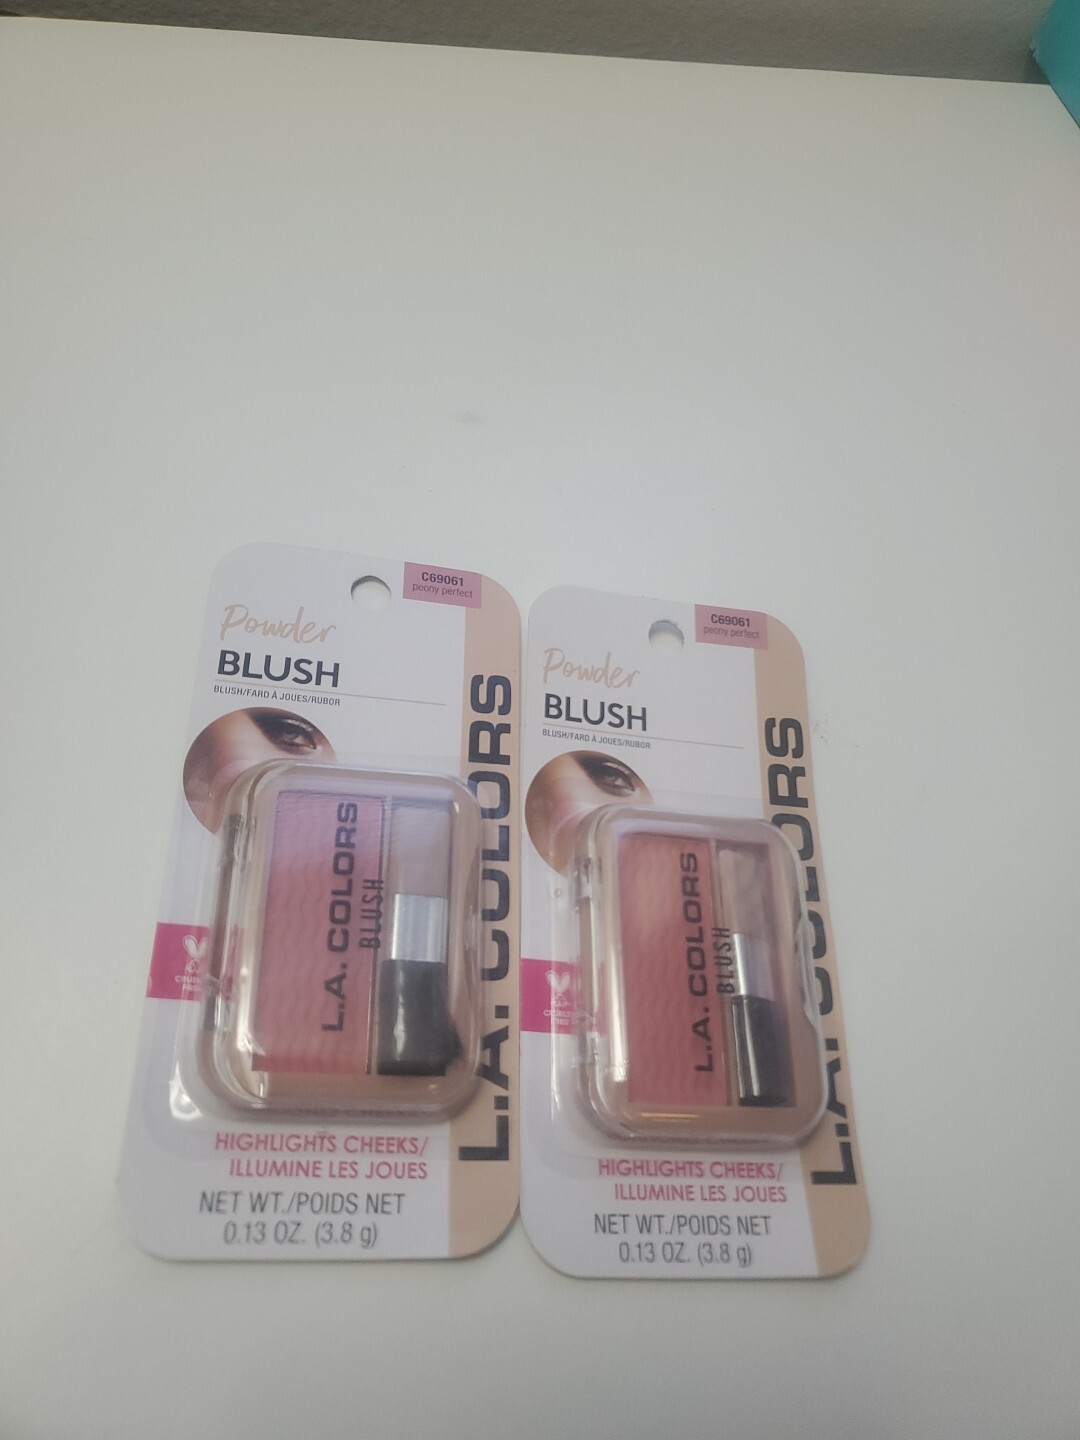 C69061
peony perfect
Powder
BLUSH
BLUSH/FARD À JOUES/RUBOR
L.A. COLORS
L.A. COLORS
BLUSH
HIGHLIGHTS CHEEKS/
ILLUMINE LES JOUES
NET WT./POIDS NET
0.13 OZ. (3.8 g)
C69061
peony perfect
Powder
BLUSH
BLUSH/FARD À JOUES/RUBOR
L.A. COLORS
L.A. COLORS
BLUSH
CRUELTY
FREE
HIGHLIGHTS CHEEKS/
ILLUMINE LES JOUES
NET WT./POIDS NET
0.13 OZ. (3.8 g)